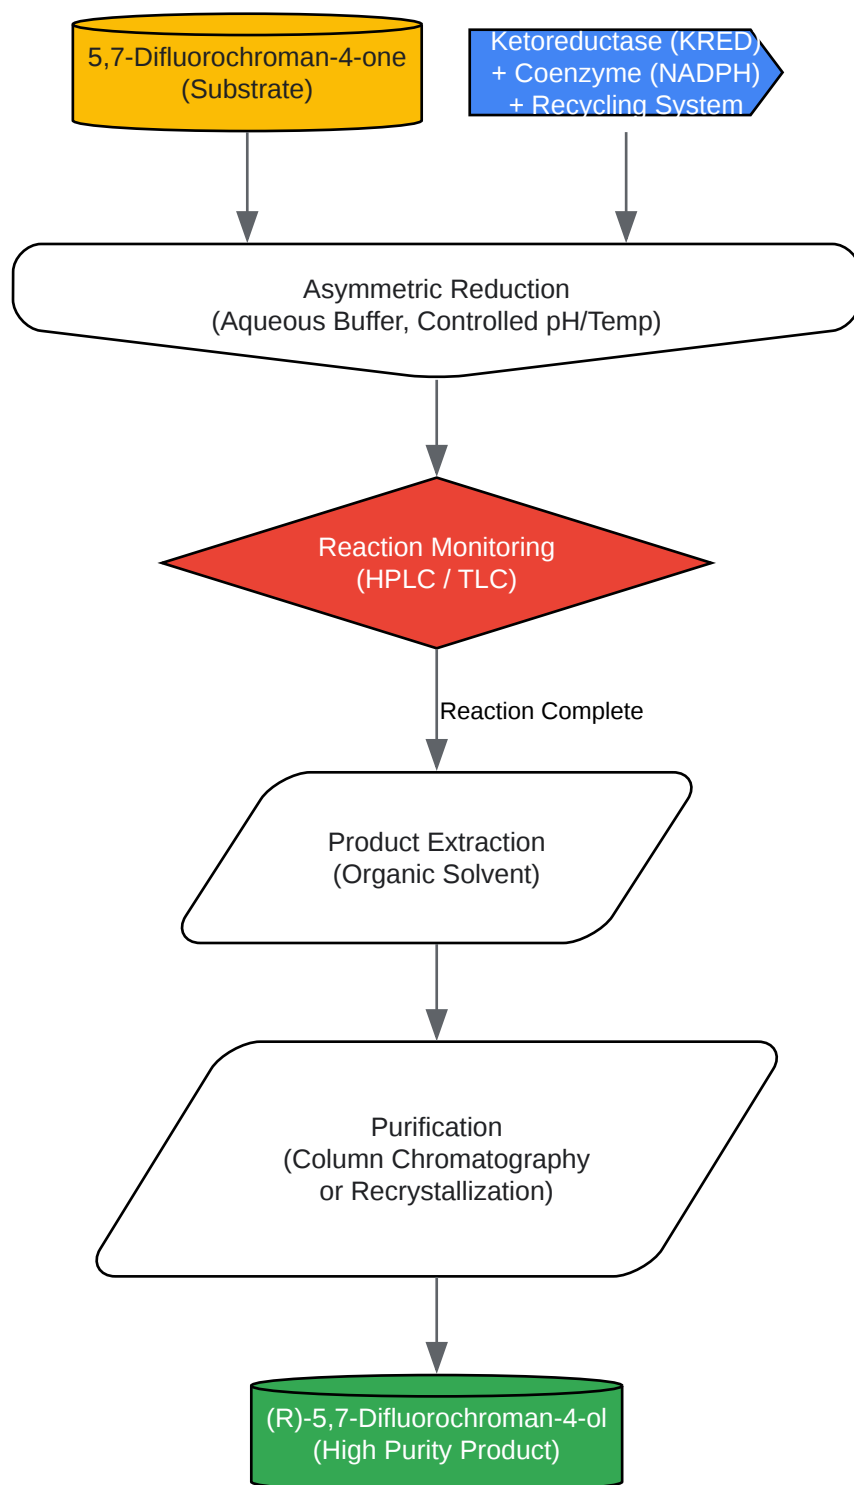 5,7-Difluorochroman-4-one
(Substrate)
Ketoreductase (KRED)
+ Coenzyme (NADPH)
+ Recycling System
Asymmetric Reduction
(Aqueous Buffer, Controlled pH/Temp)
Reaction Monitoring
(HPLC / TLC)
Reaction Complete
Product Extraction
(Organic Solvent)
Purification
(Column Chromatography
or Recrystallization)
(R)-5,7-Difluorochroman-4-ol
(High Purity Product)